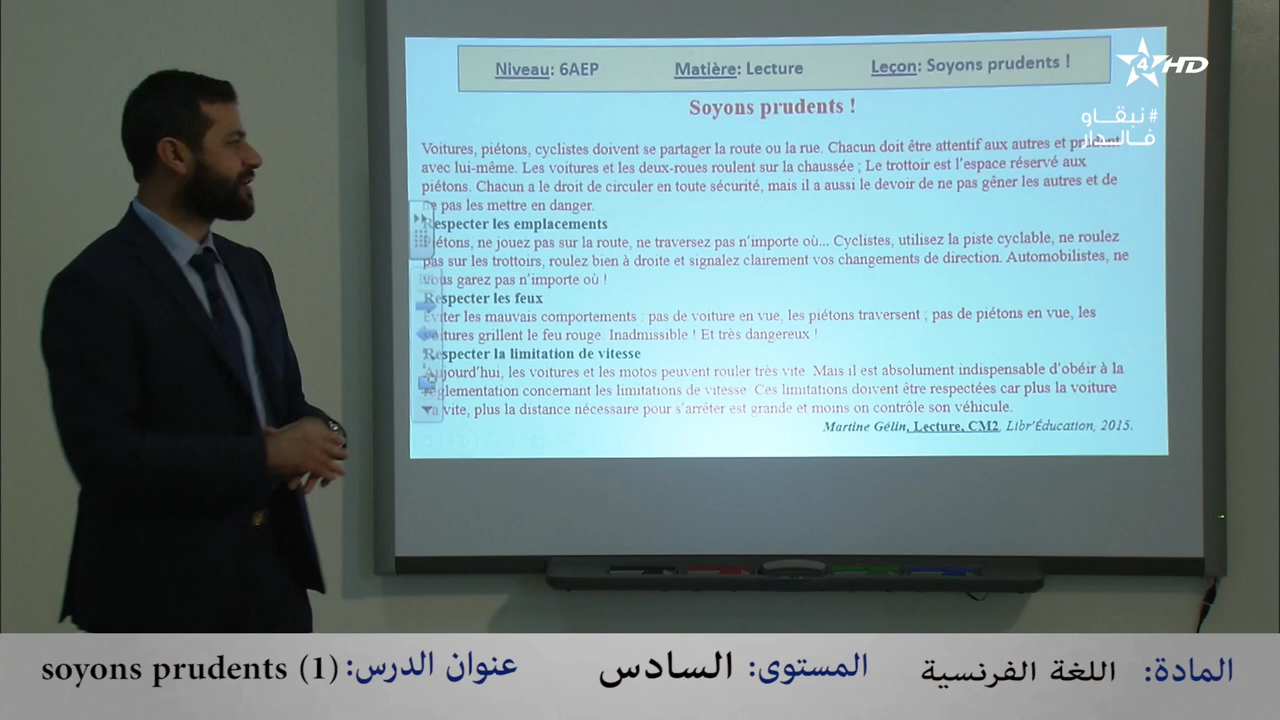 Niveau: 6AEP Matière: Lecture Leçon: Soyons prudents !
4 HD
#نبقاو
فالدار
Soyons prudents !
Voitures, piétons, cyclistes doivent se partager la route ou la rue. Chacun doit être attentif aux autres et prudent
avec lui-même. Les voitures et les deux-roues roulent sur la chaussée ; Le trottoir est l'espace réservé aux
piétons. Chacun a le droit de circuler en toute sécurité, mais il a aussi le devoir de ne pas gêner les autres et de
ne pas les mettre en danger.
Respecter les emplacements
Piétons, ne jouez pas sur la route, ne traversez pas n'importe où... Cyclistes, utilisez la piste cyclable, ne roulez
pas sur les trottoirs, roulez bien à droite et signalez clairement vos changements de direction. Automobilistes, ne
vous garez pas n'importe où !
Respecter les feux
Eviter les mauvais comportements : pas de voiture en vue, les piétons traversent ; pas de piétons en vue, les
voitures grillent le feu rouge. Inadmissible ! Et très dangereux !
Respecter la limitation de vitesse
Aujourd'hui, les voitures et les motos peuvent rouler très vite. Mais il est absolument indispensable d'obéir à la
réglementation concernant les limitations de vitesse. Ces limitations doivent être respectées car plus la voiture
va vite, plus la distance nécessaire pour s'arrêter est grande et moins on contrôle son véhicule.
Martine Gélin, Lecture, CM2, Libr'Éducation, 2015.
المادة: اللغة الفرنسية المستوى: السادس عنوان الدرس: soyons prudents (1)